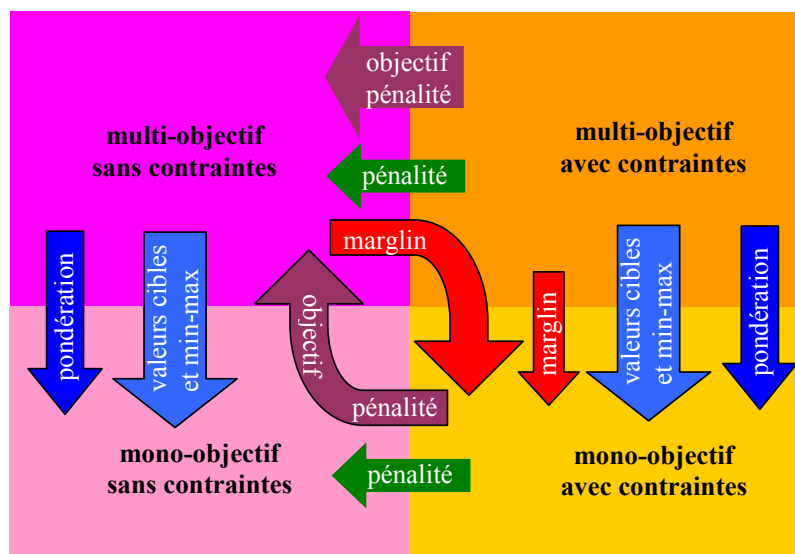 objectif
pénalité
multi-objectif
sans contraintes
multi-objectif
avec contraintes
pénalité
marglin
pondération
valeurs cibles
et min-max
objectif
pénalité
marglin
valeurs cibles
et min-max
pondération
mono-objectif
sans contraintes
pénalité
mono-objectif
avec contraintes